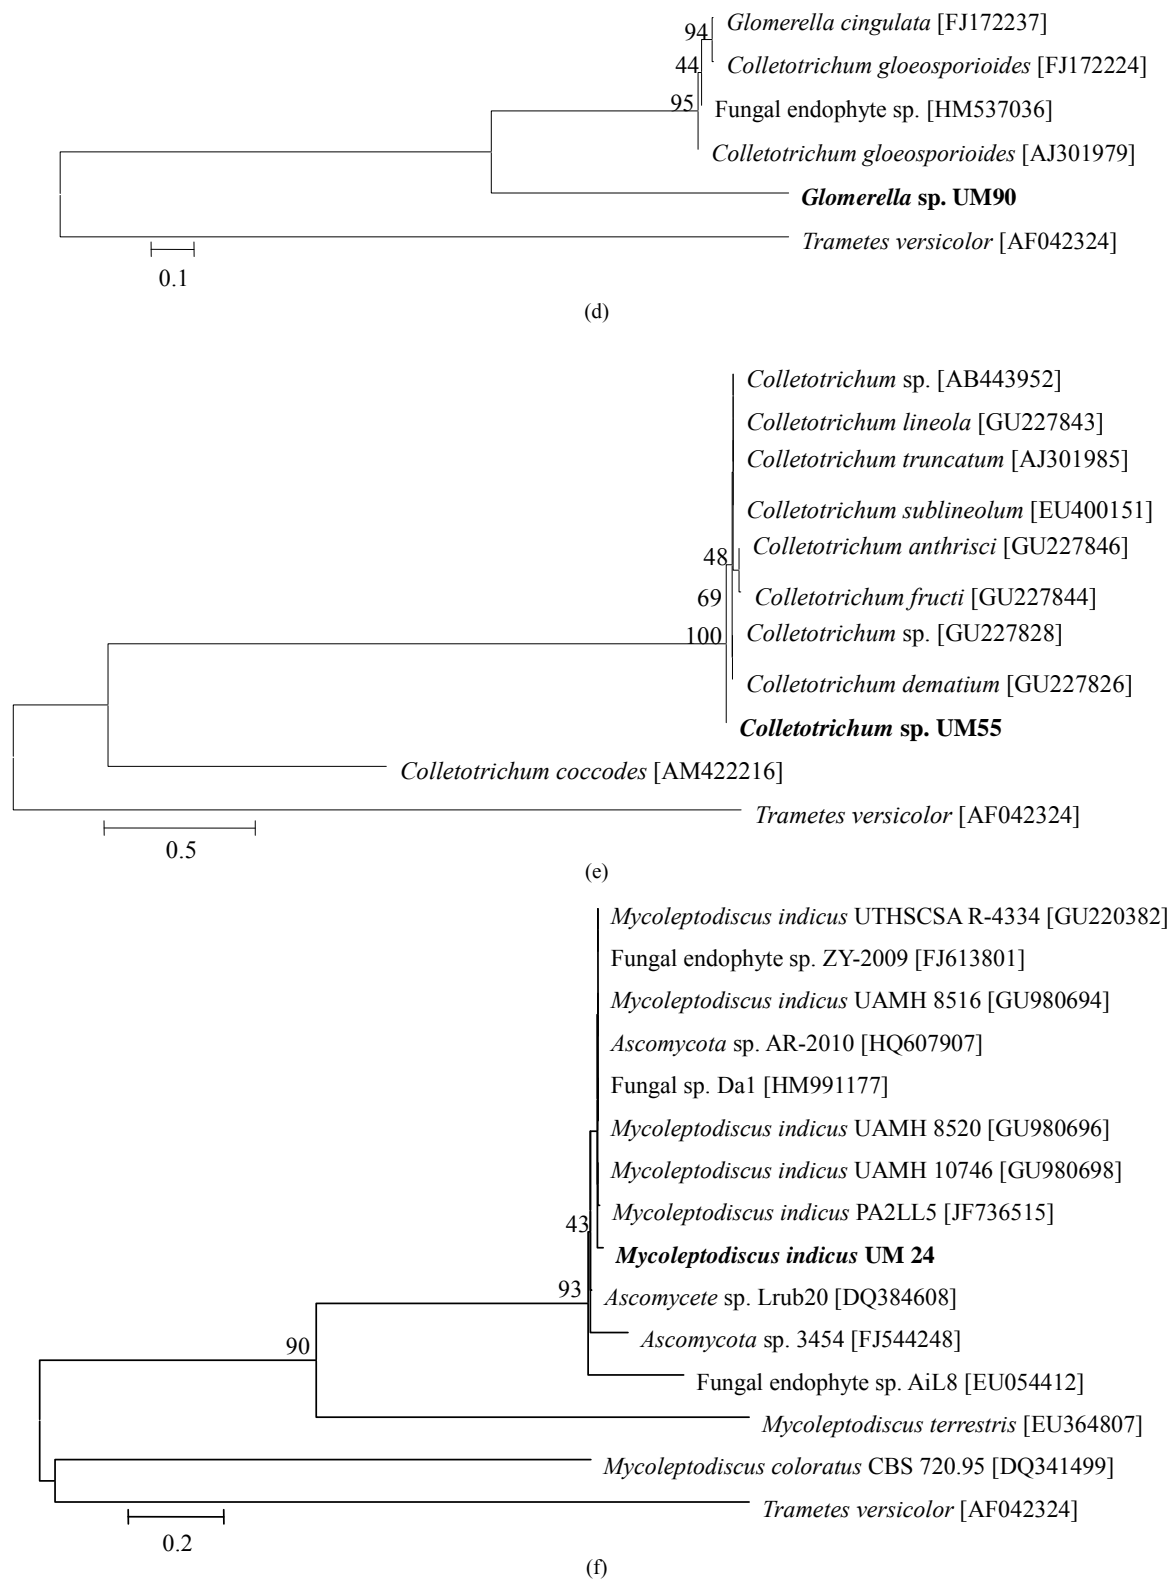 Glomerella cingulata [FJ172237]
94
Colletotrichum gloeosporioides [FJ172224]
44
95
Fungal endophyte sp. [HM537036]
Colletotrichum gloeosporioides [AJ301979]
Glomerella sp. UM90
Trametes versicolor [AF042324]
0.1
(d)
Colletotrichum sp. [AB443952]
Colletotrichum lineola [GU227843]
Colletotrichum truncatum [AJ301985]
Colletotrichum sublineolum [EU400151]
Colletotrichum anthrisci [GU227846]
48
Colletotrichum fructi [GU227844]
69
Colletotrichum sp. [GU227828]
100
Colletotrichum dematium [GU227826]
Colletotrichum sp. UM55
Colletotrichum coccodes [AM422216]
Trametes versicolor [AF042324]
0.5
(e)
Mycoleptodiscus indicus UTHSCSA R-4334 [GU220382]
Fungal endophyte sp. ZY-2009 [FJ613801]
Mycoleptodiscus indicus UAMH 8516 [GU980694]
Ascomycota sp. AR-2010 [HQ607907]
Fungal sp. Da1 [HM991177]
Mycoleptodiscus indicus UAMH 8520 [GU980696]
Mycoleptodiscus indicus UAMH 10746 [GU980698]
Mycoleptodiscus indicus PA2LL5 [JF736515]
43
Mycoleptodiscus indicus UM 24
93
Ascomycete sp. Lrub20 [DQ384608]
Ascomycota sp. 3454 [FJ544248]
90
Fungal endophyte sp. AiL8 [EU054412]
Mycoleptodiscus terrestris [EU364807]
Mycoleptodiscus coloratus CBS 720.95 [DQ341499]
Trametes versicolor [AF042324]
0.2
(f)